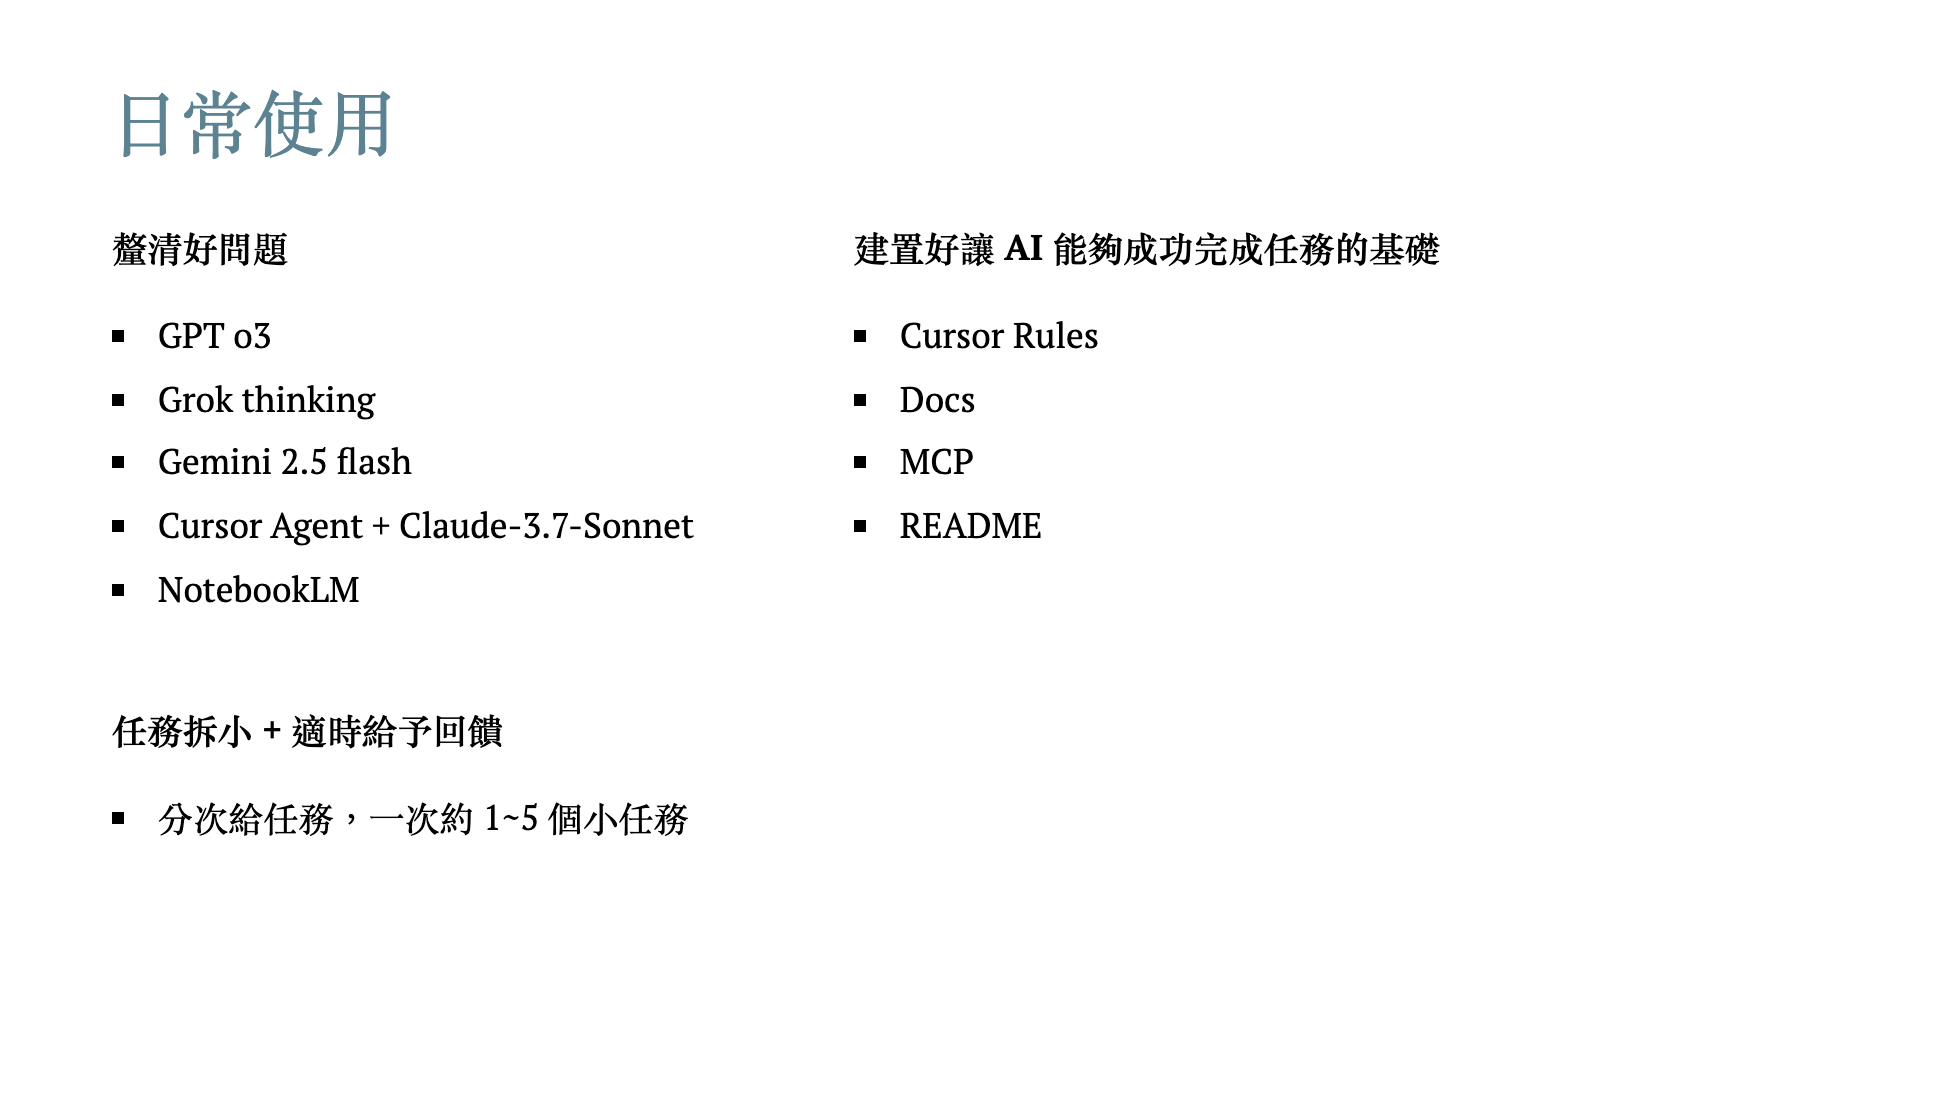 日常使用
釐清好問題
GPT o3
Grok thinking
Gemini 2.5 flash
Cursor Agent + Claude-3.7-Sonnet
NotebookLM
任務拆小 + 適時給予回饋
分次給任務，一次約 1~5 個小任務
建置好讓 AI 能夠成功完成任務的基礎
Cursor Rules
Docs
MCP
README